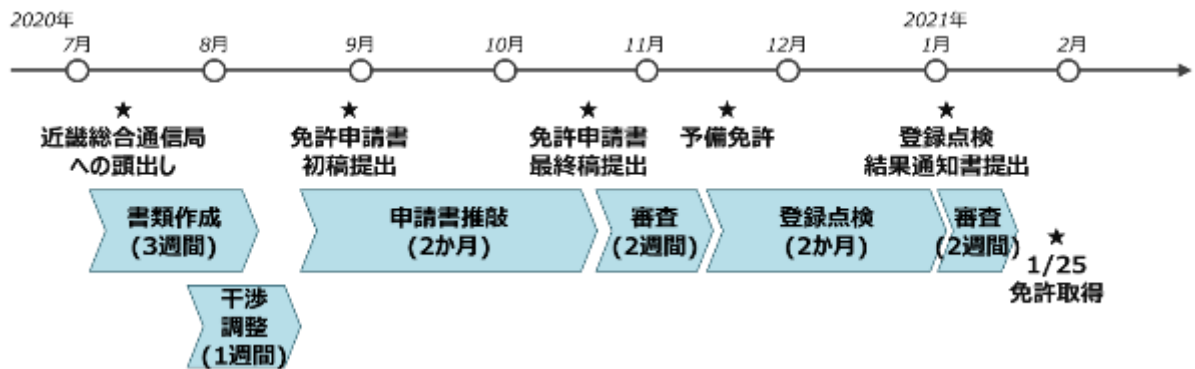 2020年
2021年
7月
8月
9月
10月
11月
12月
1月
2月
★
★
★
★
★
近畿総合通信局
への頭出し
免許申請書
初稿提出
免許申請書
最終稿提出
予備免許
登録点検
結果通知書提出
書類作成
(3週間)
申請書推敲
(2か月)
審査
(2週間)
登録点検
(2か月)
審査
(2週間)
★
1/25
免許取得
干渉
調整
(1週間)